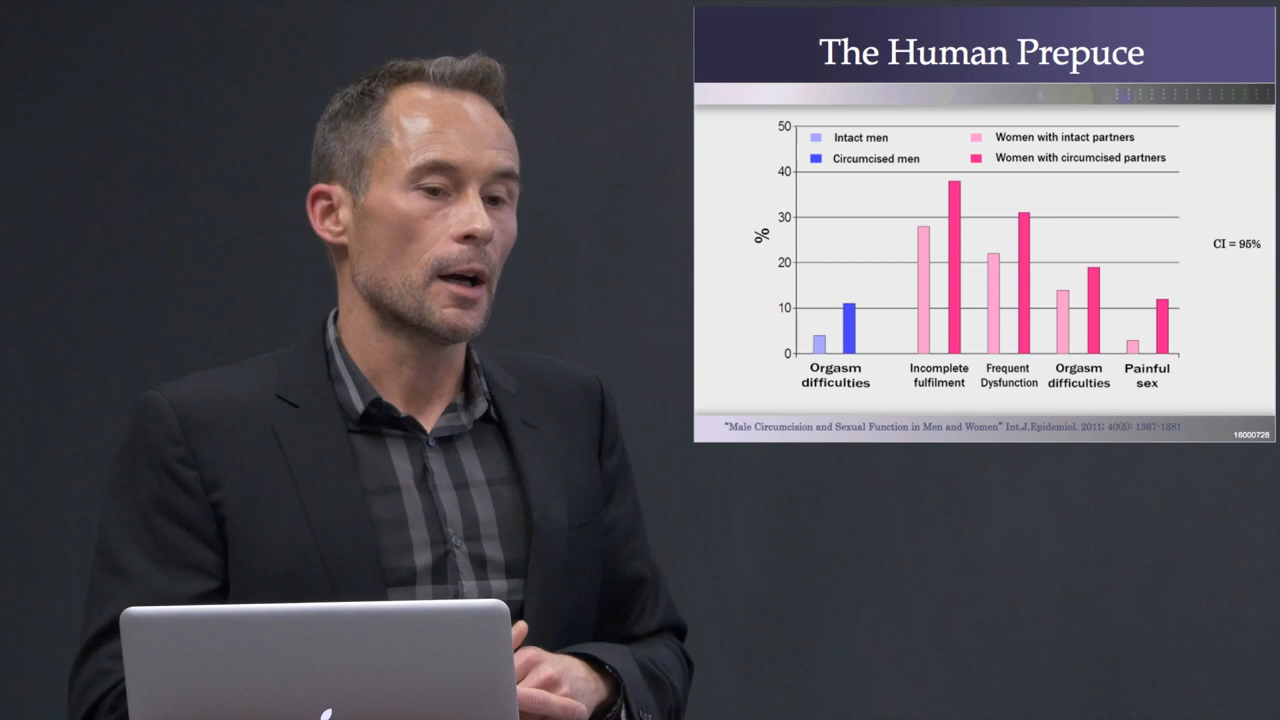 The Human Prepuce
50
40
30
20
10
0
%
Intact men
Circumcised men
Women with intact partners
Women with circumcised partners
CI = 95%
Orgasm
difficulties
Incomplete
fulfilment
Frequent
Dysfunction
Orgasm
difficulties
Painful
sex
"Male Circumcision and Sexual Function in Men and Women" Int.J.Epidemiol. 2011; 40(5): 1367-1381
16000728